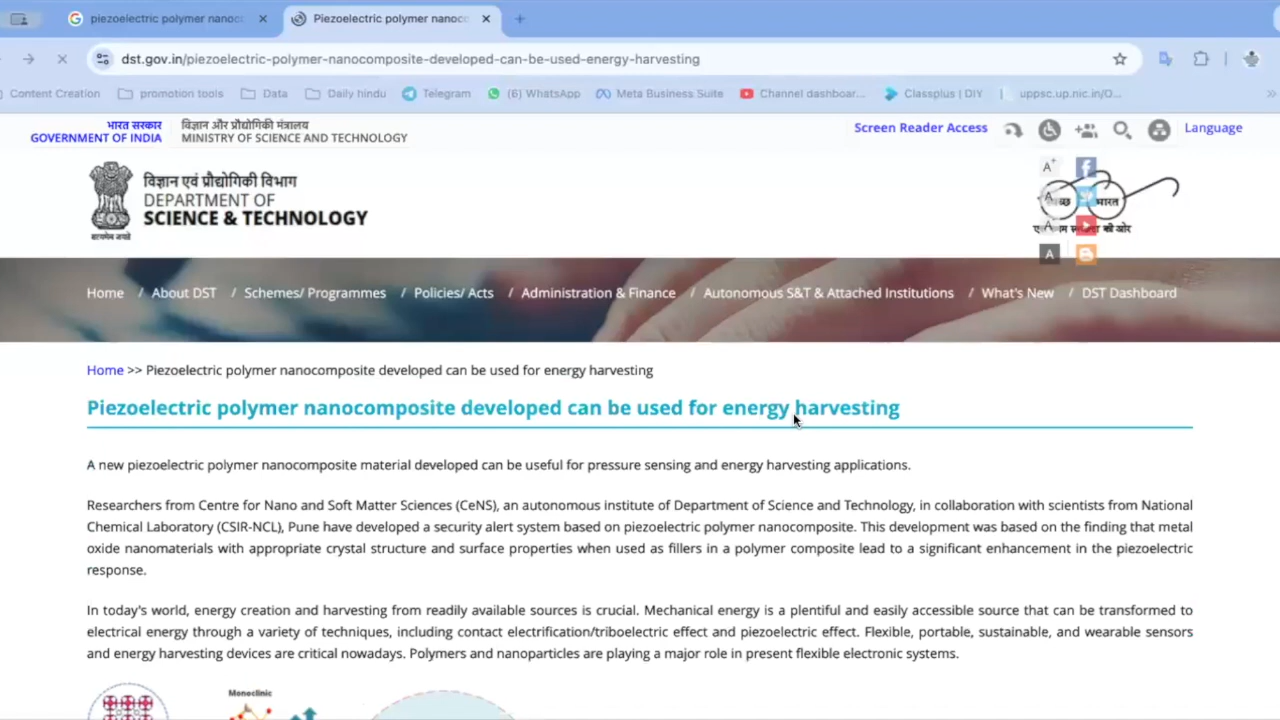 piezoelectric polymer nanoco
Piezoelectric polymer nanoco
dst.gov.in/piezoelectric-polymer-nanocomposite-developed-can-be-used-energy-harvesting
Content Creation
promotion tools
Data
Daily hindu
Telegram
(6) WhatsApp
Meta Business Suite
Channel dashboar...
Classplus | DIY
uppsc.up.nic.in/O...
भारत सरकार
GOVERNMENT OF INDIA
विज्ञान और प्रौद्योगिकी मंत्रालय
MINISTRY OF SCIENCE AND TECHNOLOGY
Screen Reader Access
Language
विज्ञान एवं प्रौद्योगिकी विभाग
DEPARTMENT OF
SCIENCE & TECHNOLOGY
सत्यमेव जयते
A+
A
भारत
A
Home / About DST / Schemes/ Programmes / Policies/ Acts / Administration & Finance / Autonomous S&T & Attached Institutions / What's New / DST Dashboard
Home >> Piezoelectric polymer nanocomposite developed can be used for energy harvesting
Piezoelectric polymer nanocomposite developed can be used for energy harvesting
A new piezoelectric polymer nanocomposite material developed can be useful for pressure sensing and energy harvesting applications.
Researchers from Centre for Nano and Soft Matter Sciences (CeNS), an autonomous institute of Department of Science and Technology, in collaboration with scientists from National
Chemical Laboratory (CSIR-NCL), Pune have developed a security alert system based on piezoelectric polymer nanocomposite. This development was based on the finding that metal
oxide nanomaterials with appropriate crystal structure and surface properties when used as fillers in a polymer composite lead to a significant enhancement in the piezoelectric
response.
In today's world, energy creation and harvesting from readily available sources is crucial. Mechanical energy is a plentiful and easily accessible source that can be transformed to
electrical energy through a variety of techniques, including contact electrification/triboelectric effect and piezoelectric effect. Flexible, portable, sustainable, and wearable sensors
and energy harvesting devices are critical nowadays. Polymers and nanoparticles are playing a major role in present flexible electronic systems.
Monoclinic